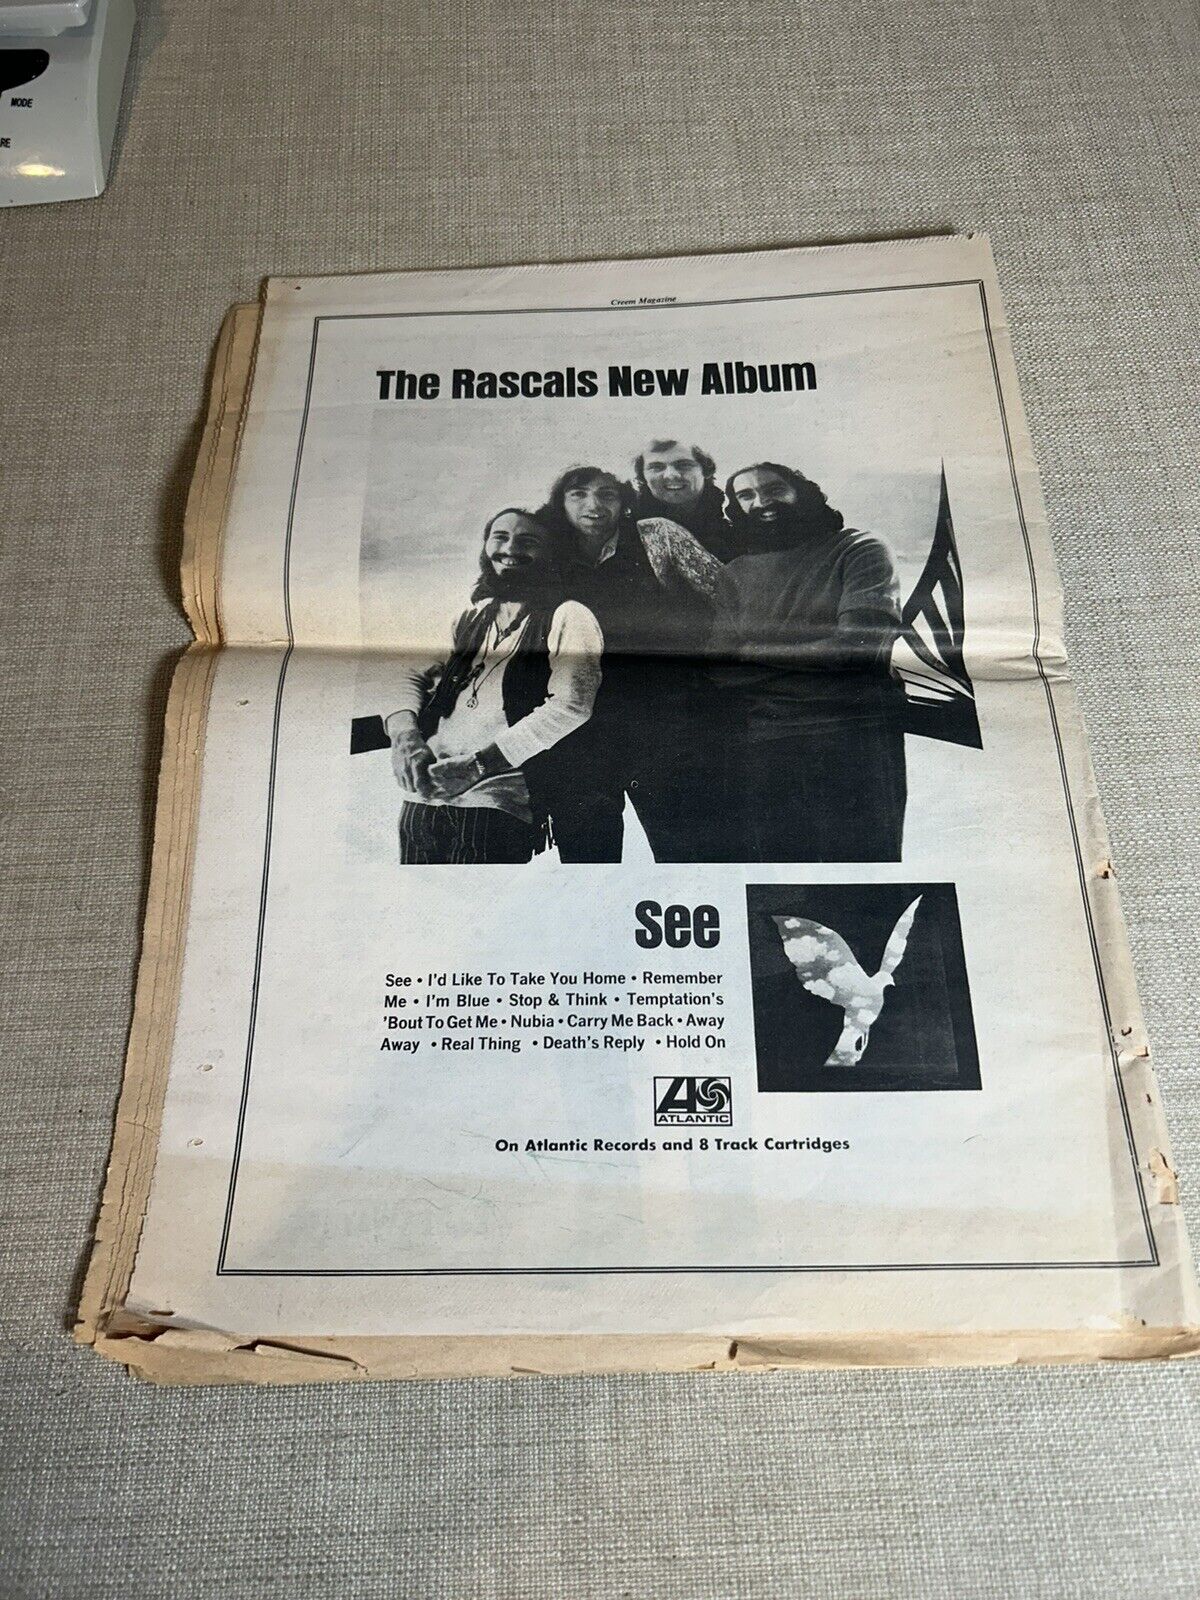 MODE
RE
Creem Magazine
The Rascals New Album
See
See • I'd Like To Take You Home • Remember
Me • I'm Blue • Stop & Think • Temptation's
'Bout To Get Me • Nubia • Carry Me Back • Away
Away • Real Thing • Death's Reply • Hold On
ATLANTIC
On Atlantic Records and 8 Track Cartridges